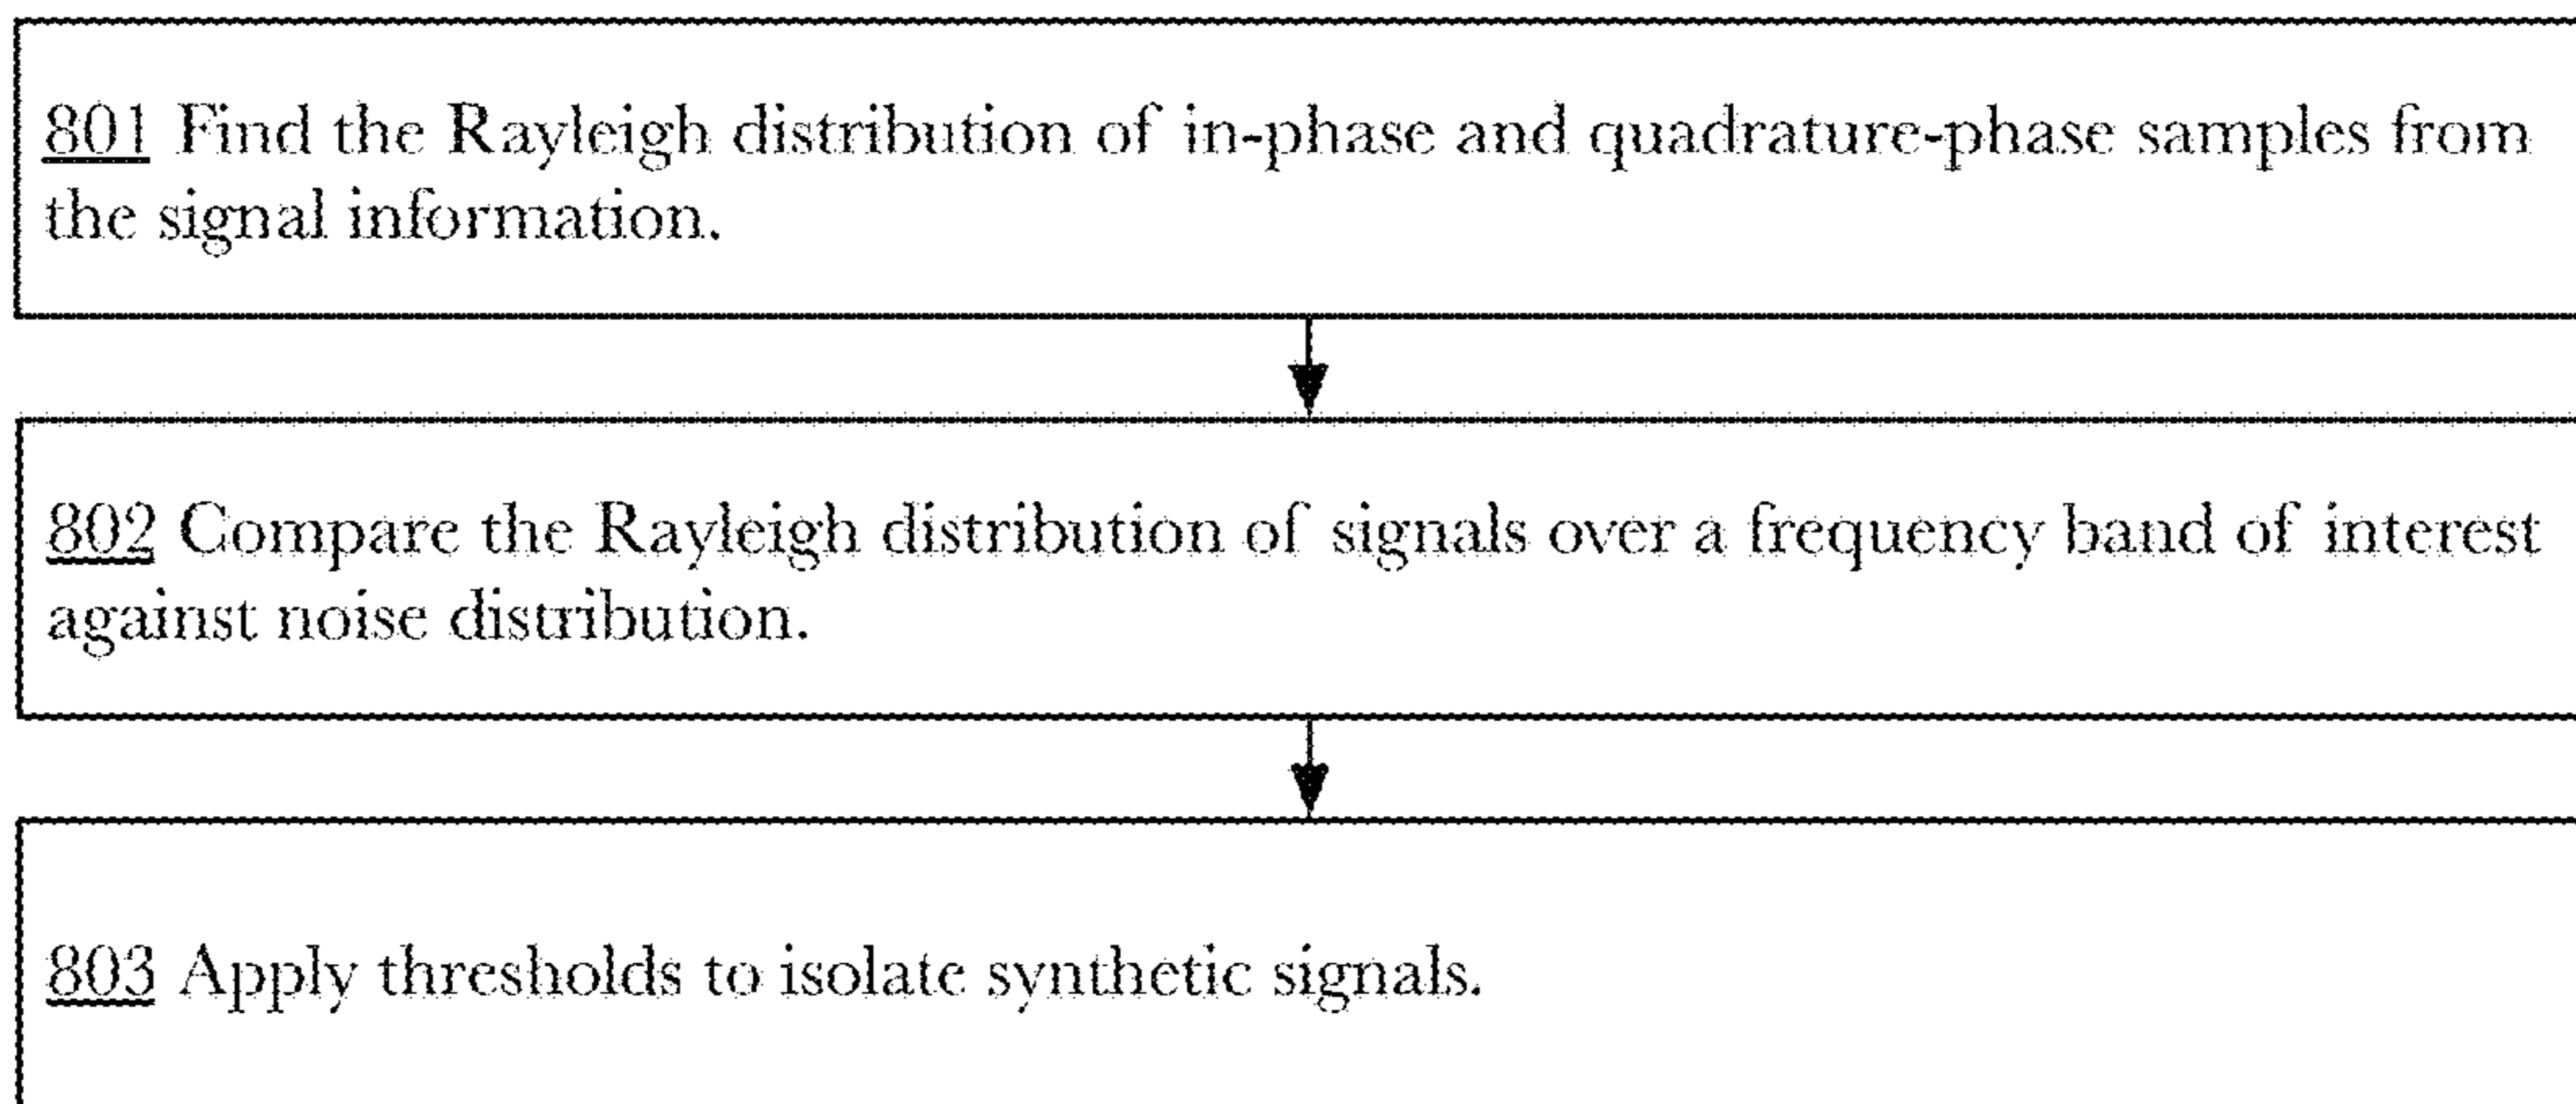 801 Find the Rayleigh distribution of in-phase and quadrature-phase samples from
the signal information.
802 Compare the Rayleigh distribution of signals over a frequency band of interest
against noise distribution.
803 Apply thresholds to isolate synthetic signals.